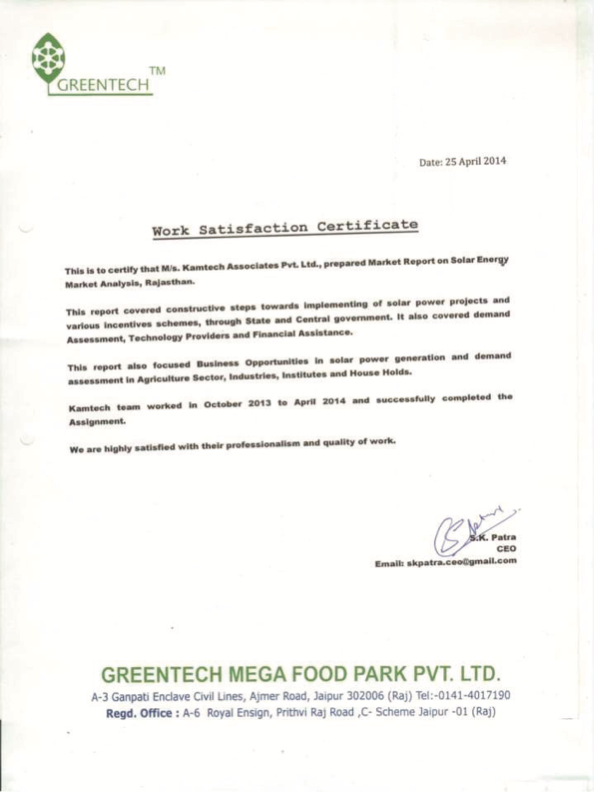 GREENTECH TM
Date: 25 April 2014
Work Satisfaction Certificate
This is to certify that M/s. Kamtech Associates Pvt. Ltd., prepared Market Report on Solar Energy
Market Analysis, Rajasthan.
This report covered constructive steps towards implementing of solar power projects and
various incentives schemes, through State and Central government. It also covered demand
Assessment, Technology Providers and Financial Assistance.
This report also focused Business Opportunities in solar power generation and demand
assessment in Agriculture Sector, Industries, Institutes and House Holds.
Kamtech team worked in October 2013 to April 2014 and successfully completed the
Assignment.
We are highly satisfied with their professionalism and quality of work.
S.K. Patra
CEO
Email: skpatra.ceo@gmail.com
GREENTECH MEGA FOOD PARK PVT. LTD.
A-3 Ganpati Enclave Civil Lines, Ajmer Road, Jaipur 302006 (Raj) Tel:-0141-4017190
Regd. Office : A-6 Royal Ensign, Prithvi Raj Road ,C- Scheme Jaipur -01 (Raj)